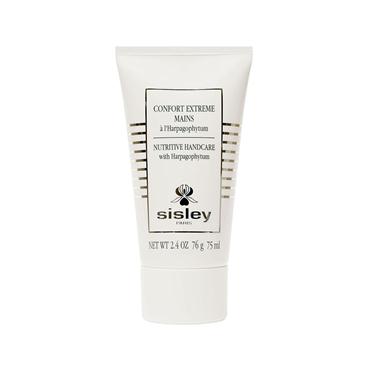 CONFORT EXTREME
MAINS
à l'Harpagophytum
NUTRITIVE HANDCARE
with Harpagophytum
sisley
PARIS
NET WT 2.4 OZ 76 g 75 ml